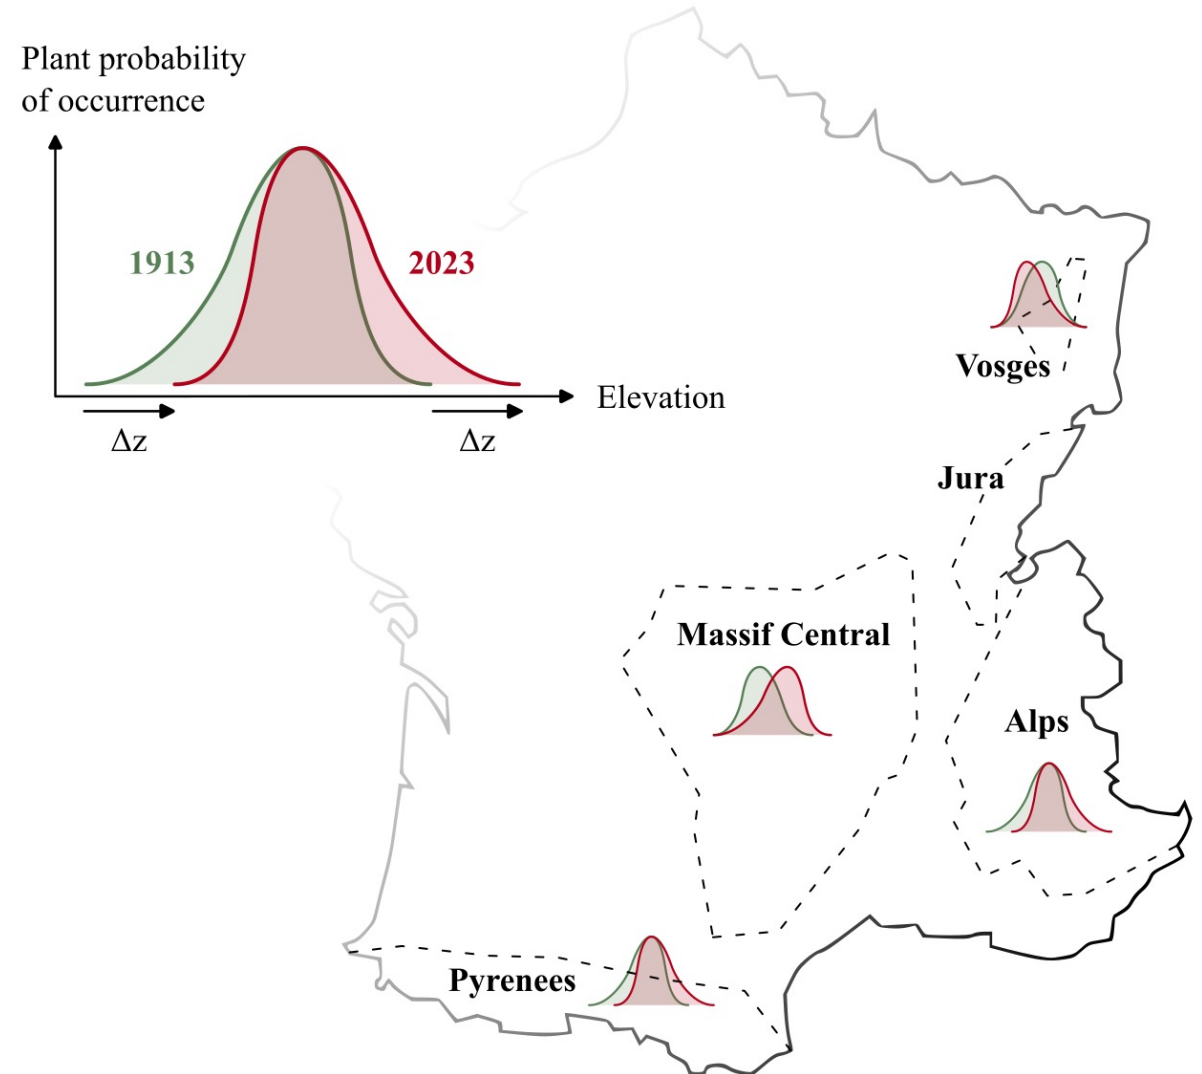 Plant probability
of occurrence
1913
2023
Elevation
Δz
Δz
Vosges
Jura
Massif Central
Alps
Pyrenees